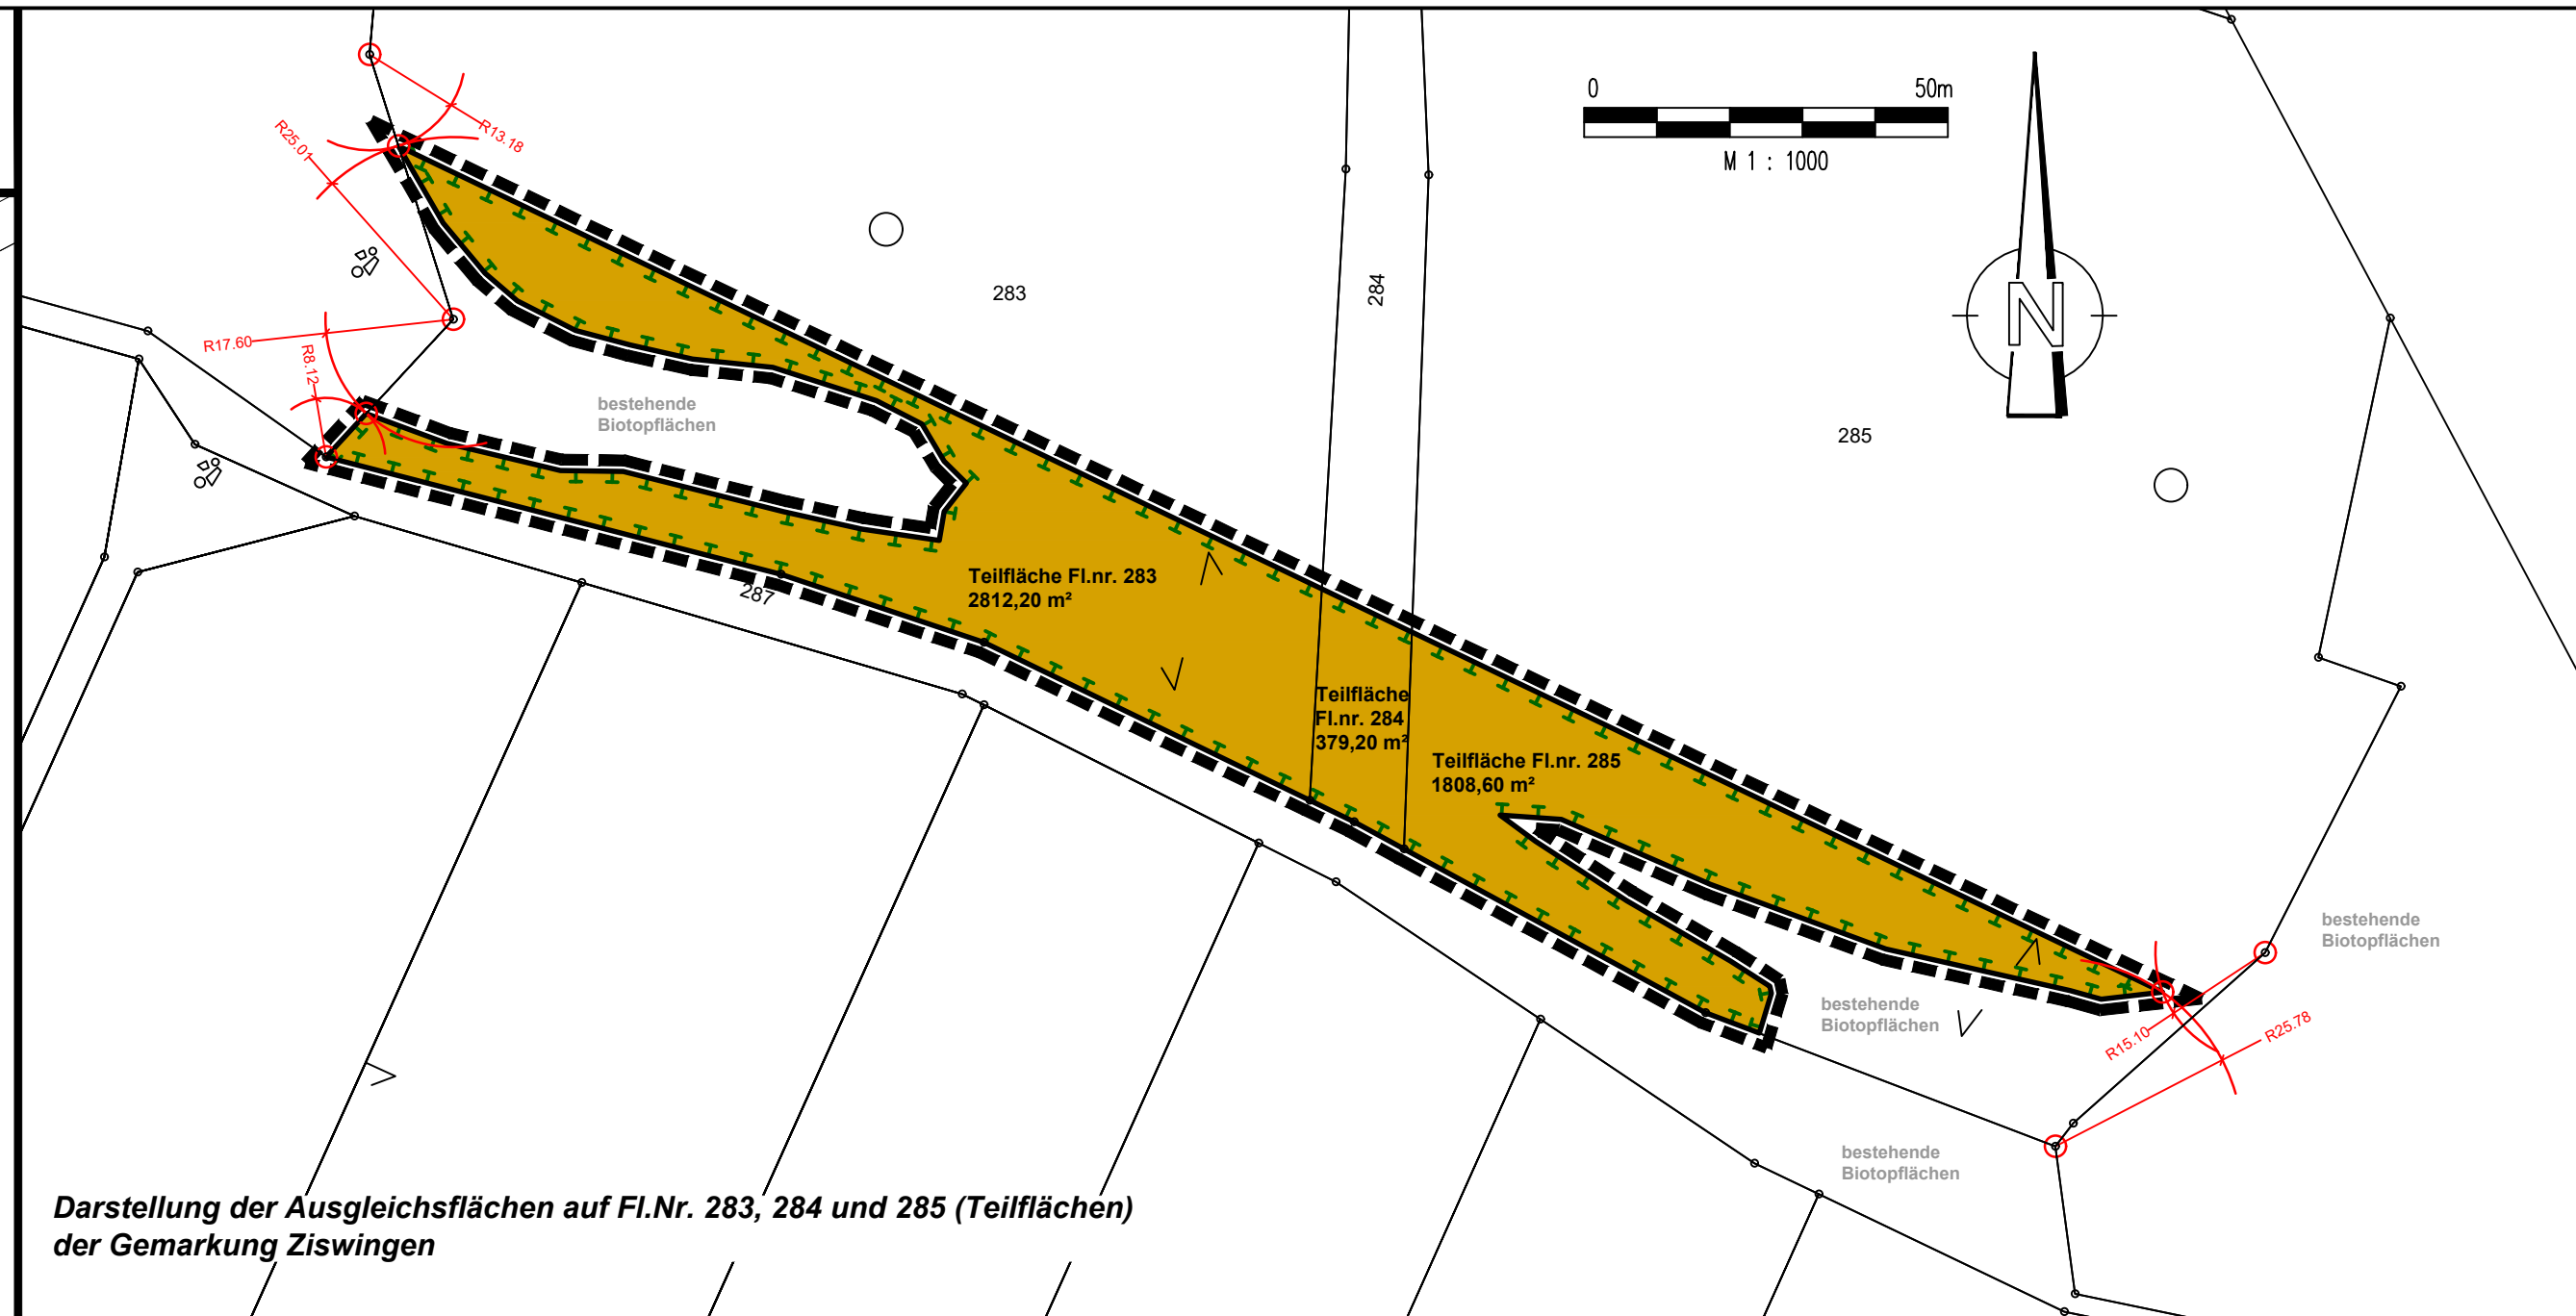 0 50m
M 1 : 1000
N
R13.18
R25.01
R17.60
R8.12
283
284
285
bestehende
Biotopflächen
287
Teilfläche Fl.nr. 283
2812,20 m²
Teilfläche
Fl.nr. 284
379,20 m²
Teilfläche Fl.nr. 285
1808,60 m²
bestehende
Biotopflächen
bestehende
Biotopflächen
R15.10
R25.78
bestehende
Biotopflächen
Darstellung der Ausgleichsflächen auf Fl.Nr. 283, 284 und 285 (Teilflächen)
der Gemarkung Ziswingen